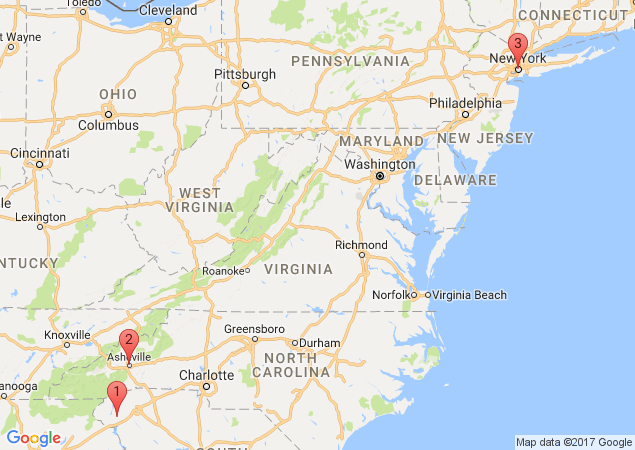 Toledo
Cleveland
CONNECTICUT
3
New York
Wayne
PENNSYLVANIA
Pittsburgh
OHIO
Philadelphia
Columbus
MARYLAND
NEW JERSEY
Cincinnati
Washington
DELAWARE
WEST
VIRGINIA
Lexington
Richmond
NTUCKY
Roanoke
VIRGINIA
Norfolk
Virginia Beach
Knoxville
2
Greensboro
Durham
Asheville
NORTH
CAROLINA
Charlotte
anooga
1
Google
SOUTH
Map data ©2017 Google